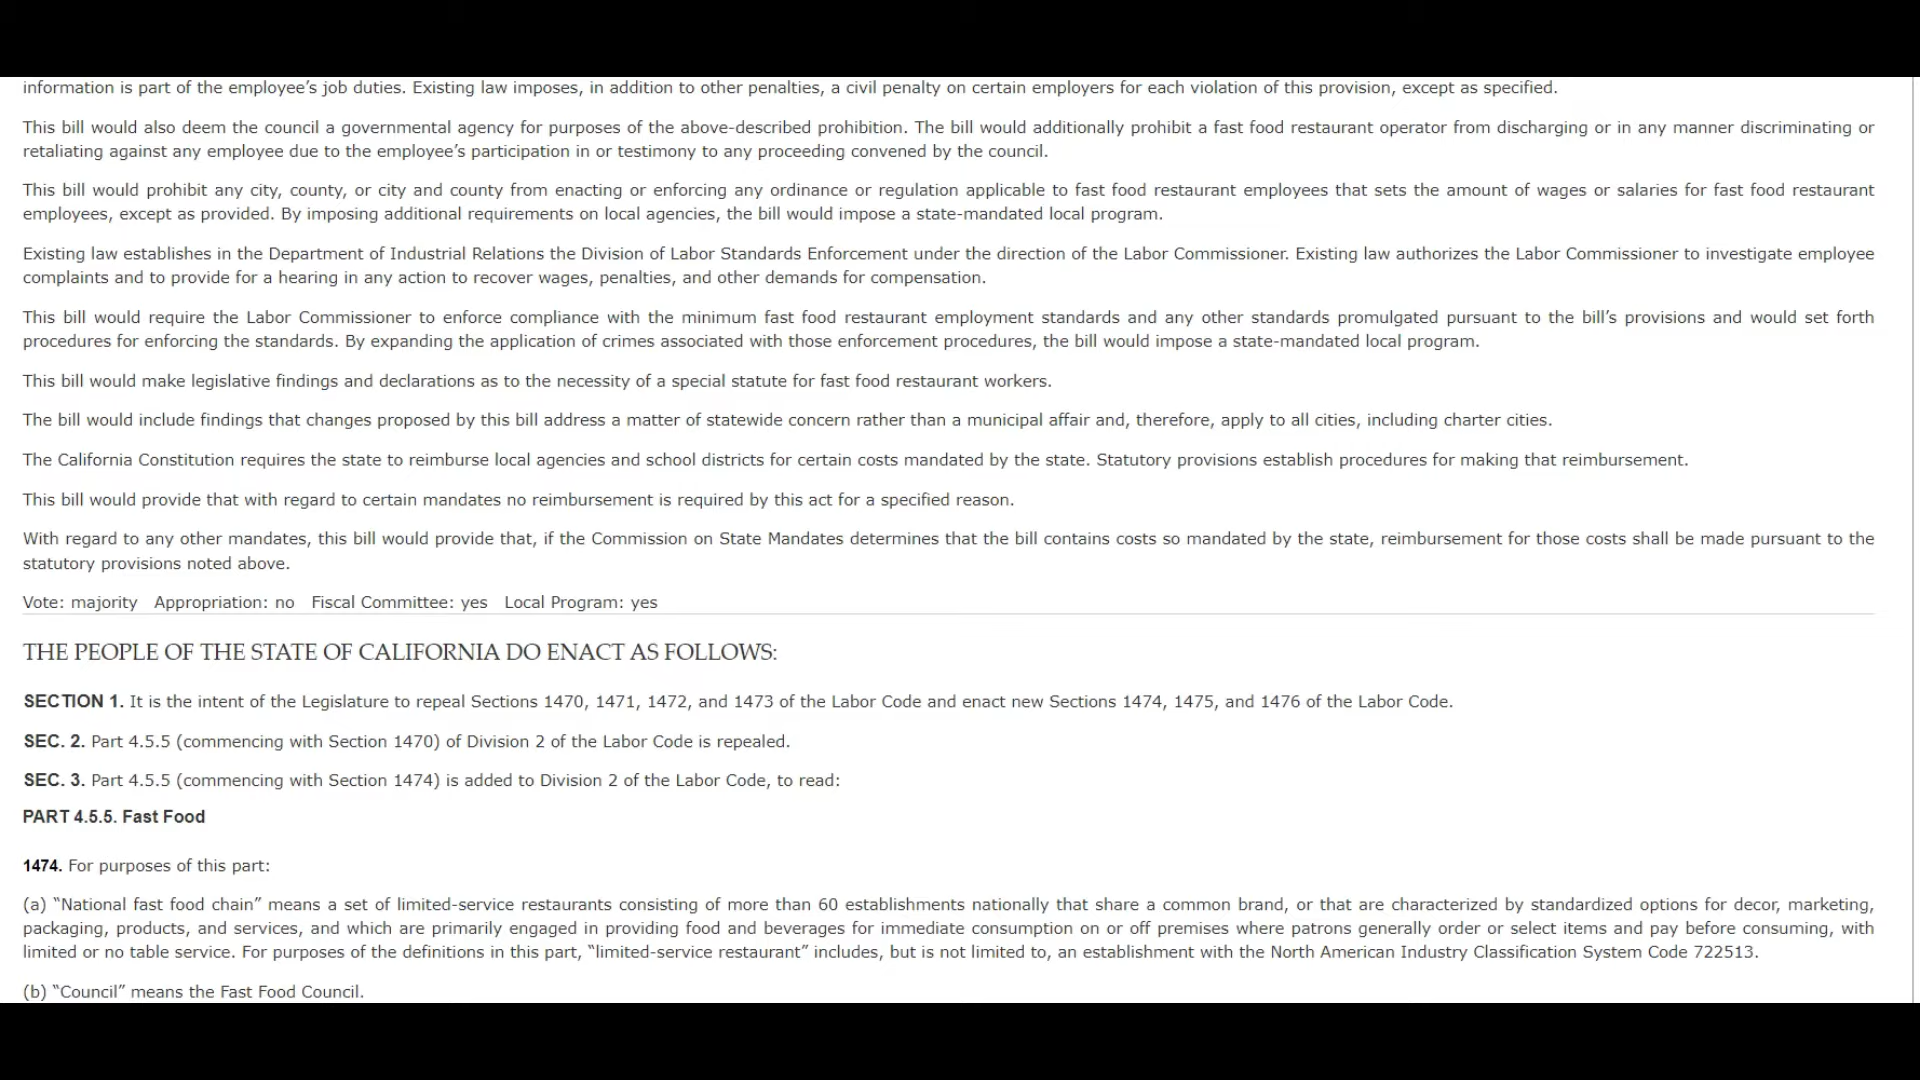 information is part of the employee’s job duties. Existing law imposes, in addition to other penalties, a civil penalty on certain employers for each violation of this provision, except as specified.
This bill would also deem the council a governmental agency for purposes of the above-described prohibition. The bill would additionally prohibit a fast food restaurant operator from discharging or in any manner discriminating or
retaliating against any employee due to the employee’s participation in or testimony to any proceeding convened by the council.
This bill would prohibit any city, county, or city and county from enacting or enforcing any ordinance or regulation applicable to fast food restaurant employees that sets the amount of wages or salaries for fast food restaurant
employees, except as provided. By imposing additional requirements on local agencies, the bill would impose a state-mandated local program.
Existing law establishes in the Department of Industrial Relations the Division of Labor Standards Enforcement under the direction of the Labor Commissioner. Existing law authorizes the Labor Commissioner to investigate employee
complaints and to provide for a hearing in any action to recover wages, penalties, and other demands for compensation.
This bill would require the Labor Commissioner to enforce compliance with the minimum fast food restaurant employment standards and any other standards promulgated pursuant to the bill’s provisions and would set forth
procedures for enforcing the standards. By expanding the application of crimes associated with those enforcement procedures, the bill would impose a state-mandated local program.
This bill would make legislative findings and declarations as to the necessity of a special statute for fast food restaurant workers.
The bill would include findings that changes proposed by this bill address a matter of statewide concern rather than a municipal affair and, therefore, apply to all cities, including charter cities.
The California Constitution requires the state to reimburse local agencies and school districts for certain costs mandated by the state. Statutory provisions establish procedures for making that reimbursement.
This bill would provide that with regard to certain mandates no reimbursement is required by this act for a specified reason.
With regard to any other mandates, this bill would provide that, if the Commission on State Mandates determines that the bill contains costs so mandated by the state, reimbursement for those costs shall be made pursuant to the
statutory provisions noted above.
Vote: majority Appropriation: no Fiscal Committee: yes Local Program: yes
THE PEOPLE OF THE STATE OF CALIFORNIA DO ENACT AS FOLLOWS:
SECTION 1. It is the intent of the Legislature to repeal Sections 1470, 1471, 1472, and 1473 of the Labor Code and enact new Sections 1474, 1475, and 1476 of the Labor Code.
SEC. 2. Part 4.5.5 (commencing with Section 1470) of Division 2 of the Labor Code is repealed.
SEC. 3. Part 4.5.5 (commencing with Section 1474) is added to Division 2 of the Labor Code, to read:
PART 4.5.5. Fast Food
1474. For purposes of this part:
(a) “National fast food chain” means a set of limited-service restaurants consisting of more than 60 establishments nationally that share a common brand, or that are characterized by standardized options for decor, marketing,
packaging, products, and services, and which are primarily engaged in providing food and beverages for immediate consumption on or off premises where patrons generally order or select items and pay before consuming, with
limited or no table service. For purposes of the definitions in this part, “limited-service restaurant” includes, but is not limited to, an establishment with the North American Industry Classification System Code 722513.
(b) “Council” means the Fast Food Council.